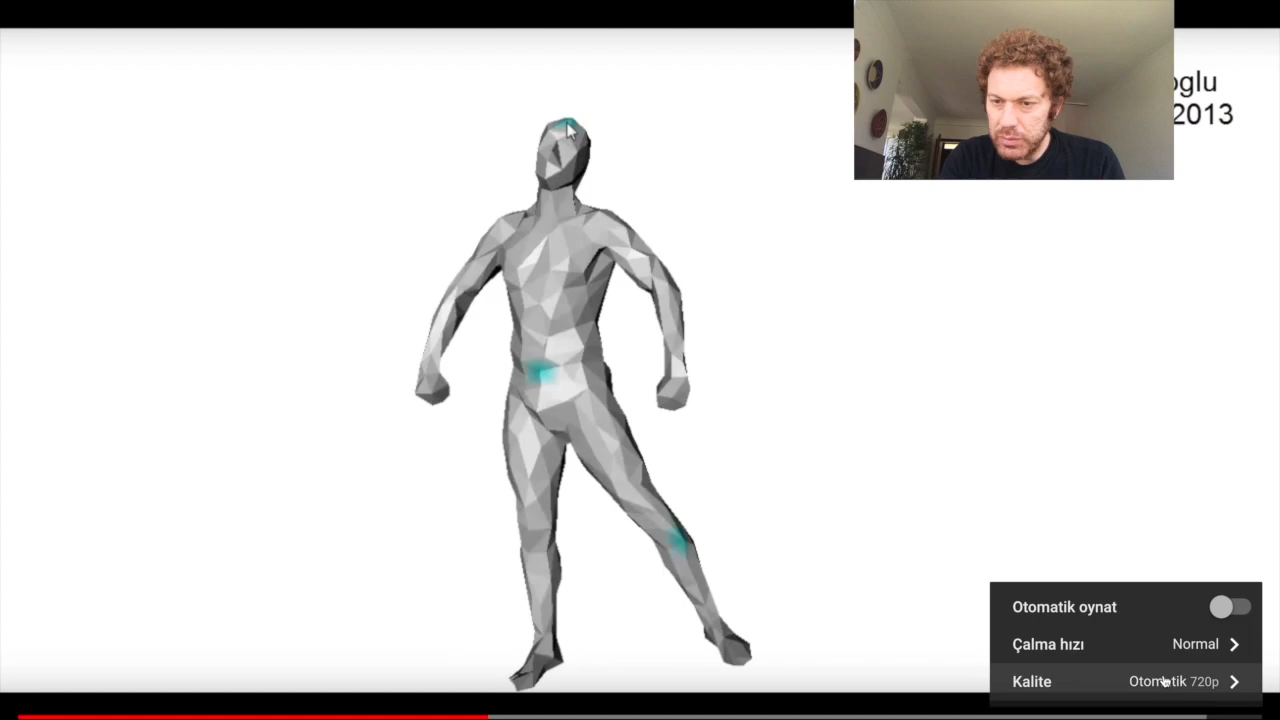 oglu
2013
Otomatik oynat
Çalma hızı Normal
Kalite Otomatik 720p